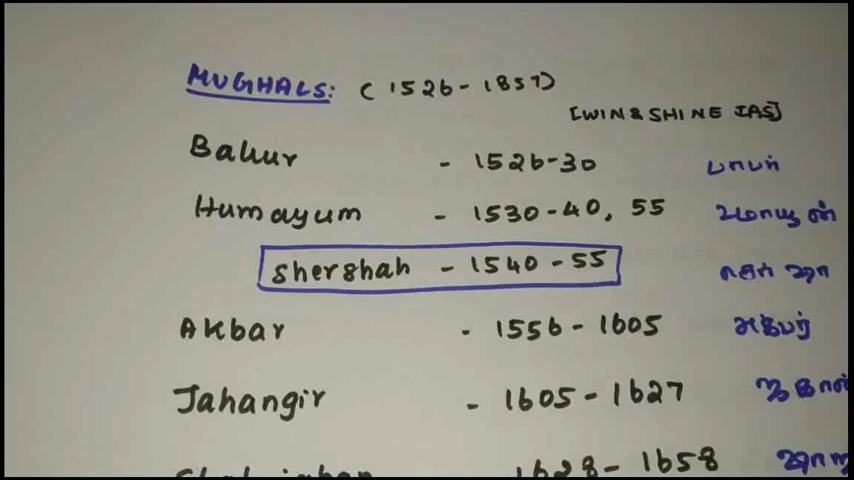 MUGHALS: (1526-1857)
[WIN & SHINE IAS]
Babur - 1526-30 பாபர்
Humayum - 1530-40, 55 உமாயூன்
Shershah - 1540-55 செர்ஷா
Akbar - 1556-1605 அக்பர்
Jahangir - 1605-1627
1628-1658